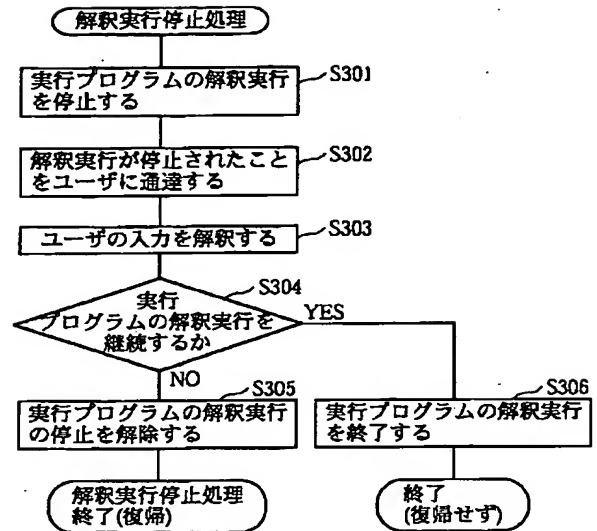 解釈実行停止処理
実行プログラムの解釈実行
を停止する
S301
解釈実行が停止されたこと
をユーザに通達する
S302
ユーザの入力を解釈する
S303
S304
実行
プログラムの解釈実行を
継続するか
YES
NO
S305
実行プログラムの解釈実行
の停止を解除する
S306
実行プログラムの解釈実行
を終了する
解釈実行停止処理
終了(復帰)
終了
(復帰せず)